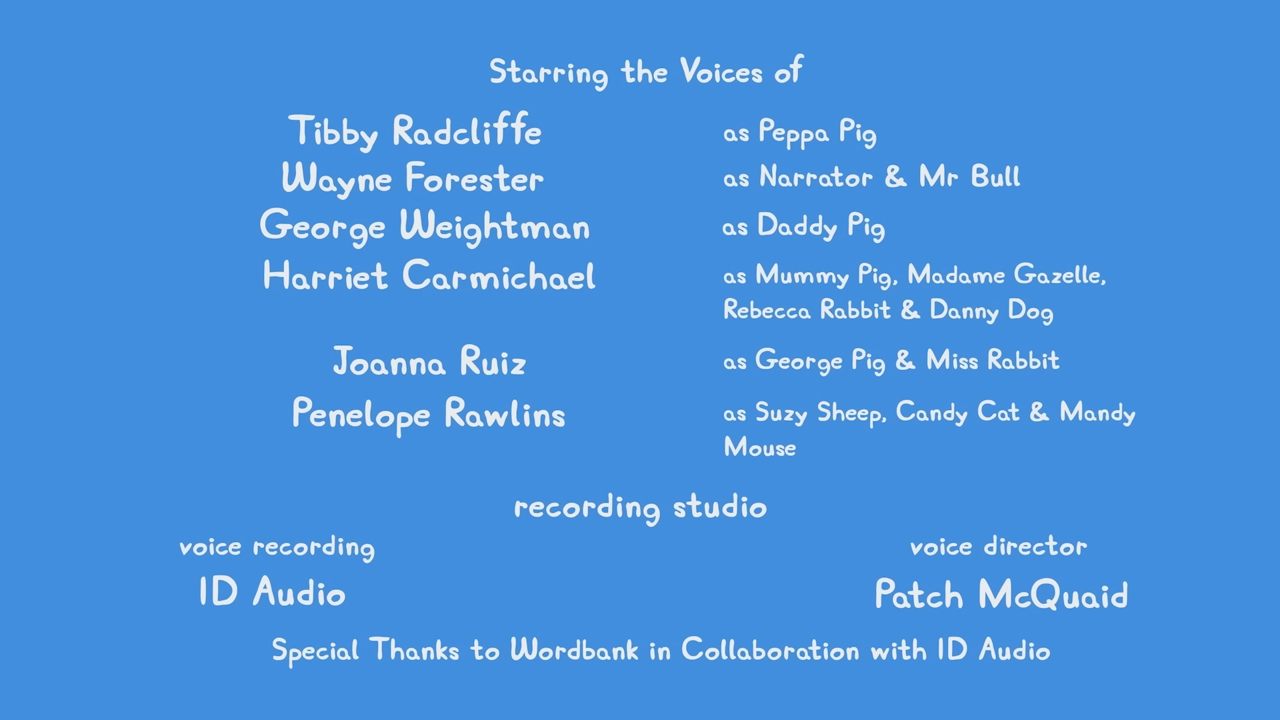 Starring the Voices of
Tibby Radcliffe as Peppa Pig
Wayne Forester as Narrator & Mr Bull
George Weightman as Daddy Pig
Harriet Carmichael as Mummy Pig, Madame Gazelle,
Rebecca Rabbit & Danny Dog
Joanna Ruiz as George Pig & Miss Rabbit
Penelope Rawlins as Suzy Sheep, Candy Cat & Mandy
Mouse
recording studio
voice recording voice director
ID Audio Patch McQuaid
Special Thanks to Wordbank in Collaboration with ID Audio